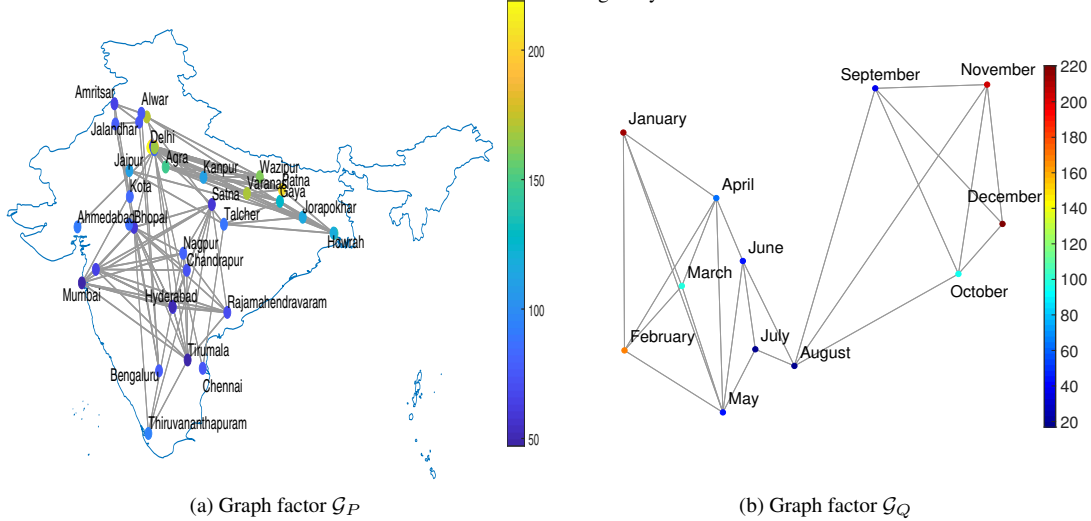 Amritsar
Alwar
Jalandhar
Delhi
Jaipur
Agra
Kanpur
Wazipur
Kota
Satna
Varanasi
Patna
Gaya
Ahmedabad
Bhopal
Talcher
Jorapokhar
Howrah
Nagpur
Chandrapur
Mumbai
Hyderabad
Rajamahendravaram
Tirumala
Bengaluru
Chennai
Thiruvananthapuram
200
150
100
50
(a) Graph factor 𝒢P
September
November
January
April
December
June
March
October
February
July
August
May
220
200
180
160
140
120
100
80
60
40
20
(b) Graph factor 𝒢Q